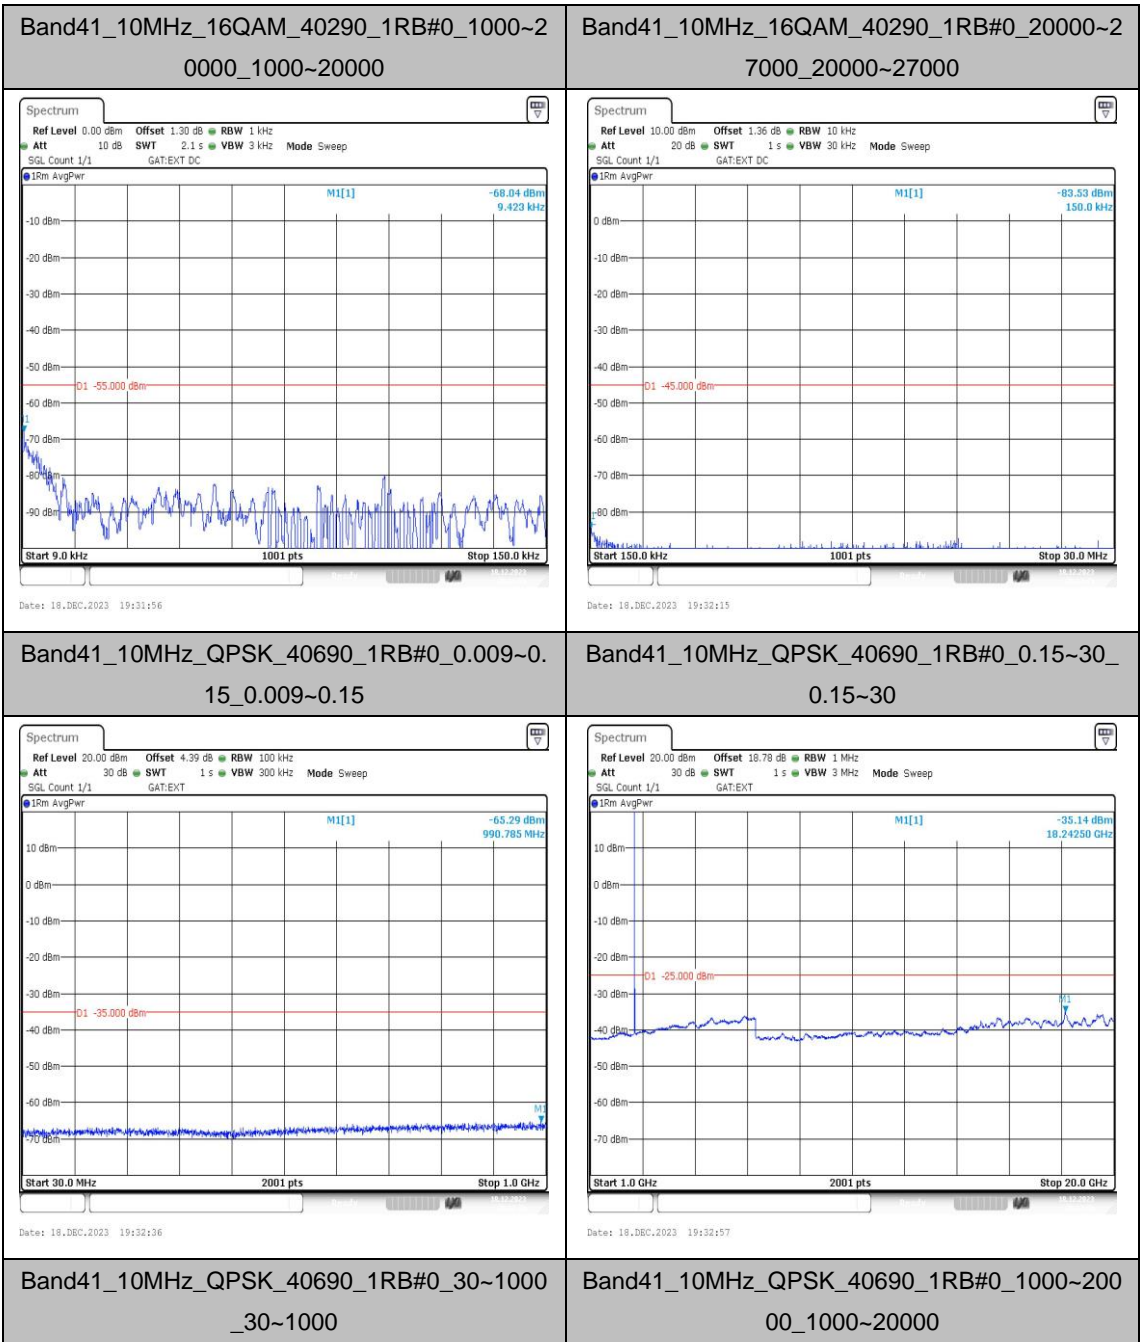 Band41_10MHz_16QAM_40290_1RB#0_1000~2
0000_1000~20000
Band41_10MHz_16QAM_40290_1RB#0_20000~2
7000_20000~27000
Spectrum
Ref Level 0.00 dBm Offset 1.30 dB RBW 1 kHz
Att 10 dB SWT 2.1 s VBW 3 kHz Mode Sweep
SGL Count 1/1 GAT:EXT DC
1Rm AvgPwr
M1[1] -68.04 dBm
9.423 kHz
-10 dBm
-20 dBm
-30 dBm
-40 dBm
-50 dBm
D1 -55.000 dBm
-60 dBm
-70 dBm
-80 dBm
-90 dBm
Start 9.0 kHz 1001 pts Stop 150.0 kHz
Date: 18.DEC.2023 19:31:56
Spectrum
Ref Level 10.00 dBm Offset 1.36 dB RBW 10 kHz
Att 20 dB SWT 1 s VBW 30 kHz Mode Sweep
SGL Count 1/1 GAT:EXT DC
1Rm AvgPwr
M1[1] -83.53 dBm
150.0 kHz
0 dBm
-10 dBm
-20 dBm
-30 dBm
-40 dBm
D1 -45.000 dBm
-50 dBm
-60 dBm
-70 dBm
-80 dBm
Start 150.0 kHz 1001 pts Stop 30.0 MHz
Date: 18.DEC.2023 19:32:15
Band41_10MHz_QPSK_40690_1RB#0_0.009~0.
15_0.009~0.15
Band41_10MHz_QPSK_40690_1RB#0_0.15~30_
0.15~30
Spectrum
Ref Level 20.00 dBm Offset 4.39 dB RBW 100 kHz
Att 30 dB SWT 1 s VBW 300 kHz Mode Sweep
SGL Count 1/1 GAT:EXT
1Rm AvgPwr
M1[1] -65.29 dBm
990.785 MHz
10 dBm
0 dBm
-10 dBm
-20 dBm
-30 dBm
D1 -35.000 dBm
-40 dBm
-50 dBm
-60 dBm
M1
-70 dBm
Start 30.0 MHz 2001 pts Stop 1.0 GHz
Date: 18.DEC.2023 19:32:36
Spectrum
Ref Level 20.00 dBm Offset 18.78 dB RBW 1 MHz
Att 30 dB SWT 1 s VBW 3 MHz Mode Sweep
SGL Count 1/1 GAT:EXT
1Rm AvgPwr
M1[1] -35.14 dBm
18.24250 GHz
10 dBm
0 dBm
-10 dBm
-20 dBm
D1 -25.000 dBm
-30 dBm
M1
-40 dBm
-50 dBm
-60 dBm
-70 dBm
Start 1.0 GHz 2001 pts Stop 20.0 GHz
Date: 18.DEC.2023 19:32:57
Band41_10MHz_QPSK_40690_1RB#0_30~1000
_30~1000
Band41_10MHz_QPSK_40690_1RB#0_1000~200
00_1000~20000